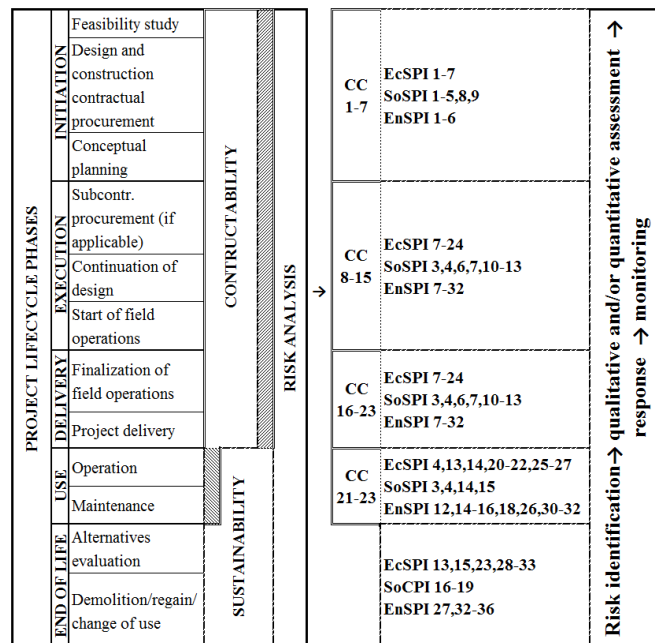 PROJECT LIFECYCLE PHASES
INITIATION
Feasibility study
Design and
construction
contractual
procurement
Conceptual
planning
EXECUTION
Subcontr.
procurement (if
applicable)
Continuation of
design
Start of field
operations
DELIVERY
Finalization of
field operations
Project delivery
USE
Operation
Maintenance
END OF LIFE
Alternatives
evaluation
Demolition/regain/
change of use
CONTRUCTABILITY
SUSTAINABILITY
RISK ANALYSIS
→
CC
1-7
EcSPI 1-7
SoSPI 1-5,8,9
EnSPI 1-6
CC
8-15
EcSPI 7-24
SoSPI 3,4,6,7,10-13
EnSPI 7-32
CC
16-23
EcSPI 7-24
SoSPI 3,4,6,7,10-13
EnSPI 7-32
CC
21-23
EcSPI 4,13,14,20-22,25-27
SoSPI 3,4,14,15
EnSPI 12,14-16,18,26,30-32
EcSPI 13,15,23,28-33
SoCPI 16-19
EnSPI 27,32-36
Risk identification→ qualitative and/or quantitative assessment →
response → monitoring